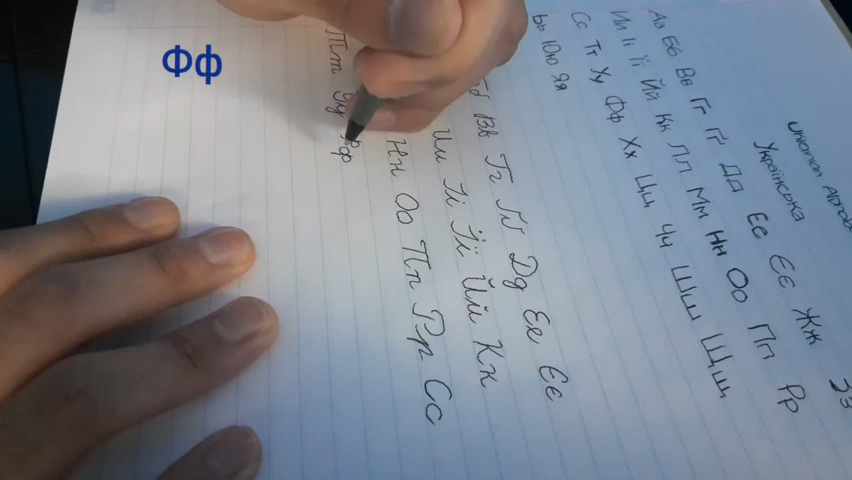 Фф
Українська
Аа Бб Вв Гг Ґґ Дд Ее Єє Жж Зз
Ии Іі Її Йй Кк Лл Мм Нн Оо Пп Рр
Сс Тт Уу Фф Хх Цц Чч Шш Щщ
Ьь Юю Яя
Вв Гг Ґґ Дд Ее Єє
Ии Іі Її Йй Кк
Нн Оо Пп Рр Сс
Тт Уу Фф